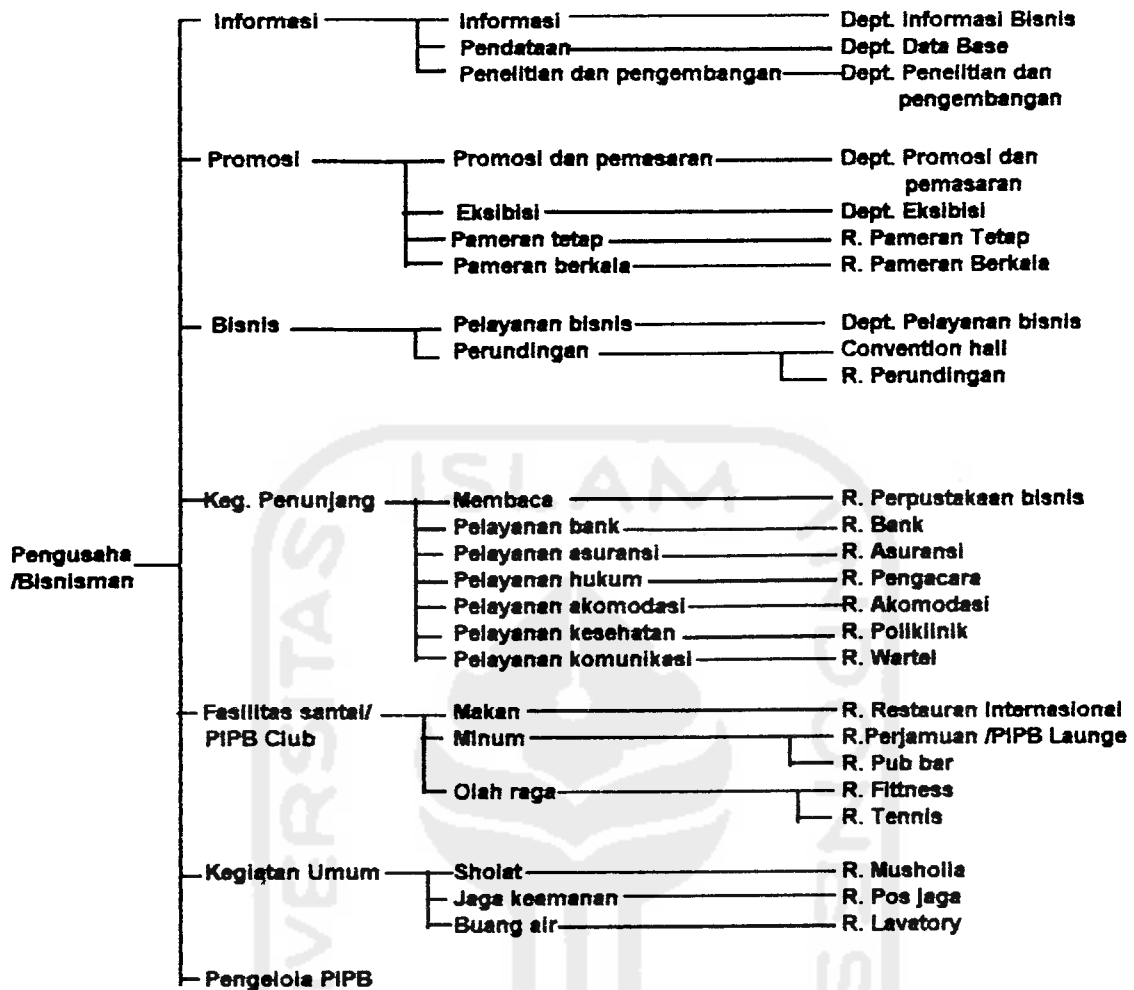 Informasi Informasi Dept. Informasi Bisnis
Pendataan Dept. Data Base
Penelitian dan pengembangan Dept. Penelitian dan
pengembangan
Promosi Promosi dan pemasaran Dept. Promosi dan
pemasaran
Eksibisi Dept. Eksibisi
Pameran tetap R. Pameran Tetap
Pameran berkala R. Pameran Berkala
Bisnis Pelayanan bisnis Dept. Pelayanan bisnis
Perundingan Convention hall
R. Perundingan
ISLAM
UNIVERSITAS
INDONESIA
Keg. Penunjang Membaca R. Perpustakaan bisnis
Pelayanan bank R. Bank
Pelayanan asuransi R. Asuransi
Pengusaha
/Bisnisman
Pelayanan hukum R. Pengacara
Pelayanan akomodasi R. Akomodasi
Pelayanan kesehatan R. Poliklinik
Pelayanan komunikasi R. Wartel
Fasilitas santai/ Makan R. Restauran Internasional
PIPB Club Minum R.Perjamuan /PIPB Launge
R. Pub bar
Olah raga R. Fittness
R. Tennis
Kegiatan Umum Sholat R. Musholla
Jaga keamanan R. Pos jaga
Buang air R. Lavatory
Pengelola PIPB